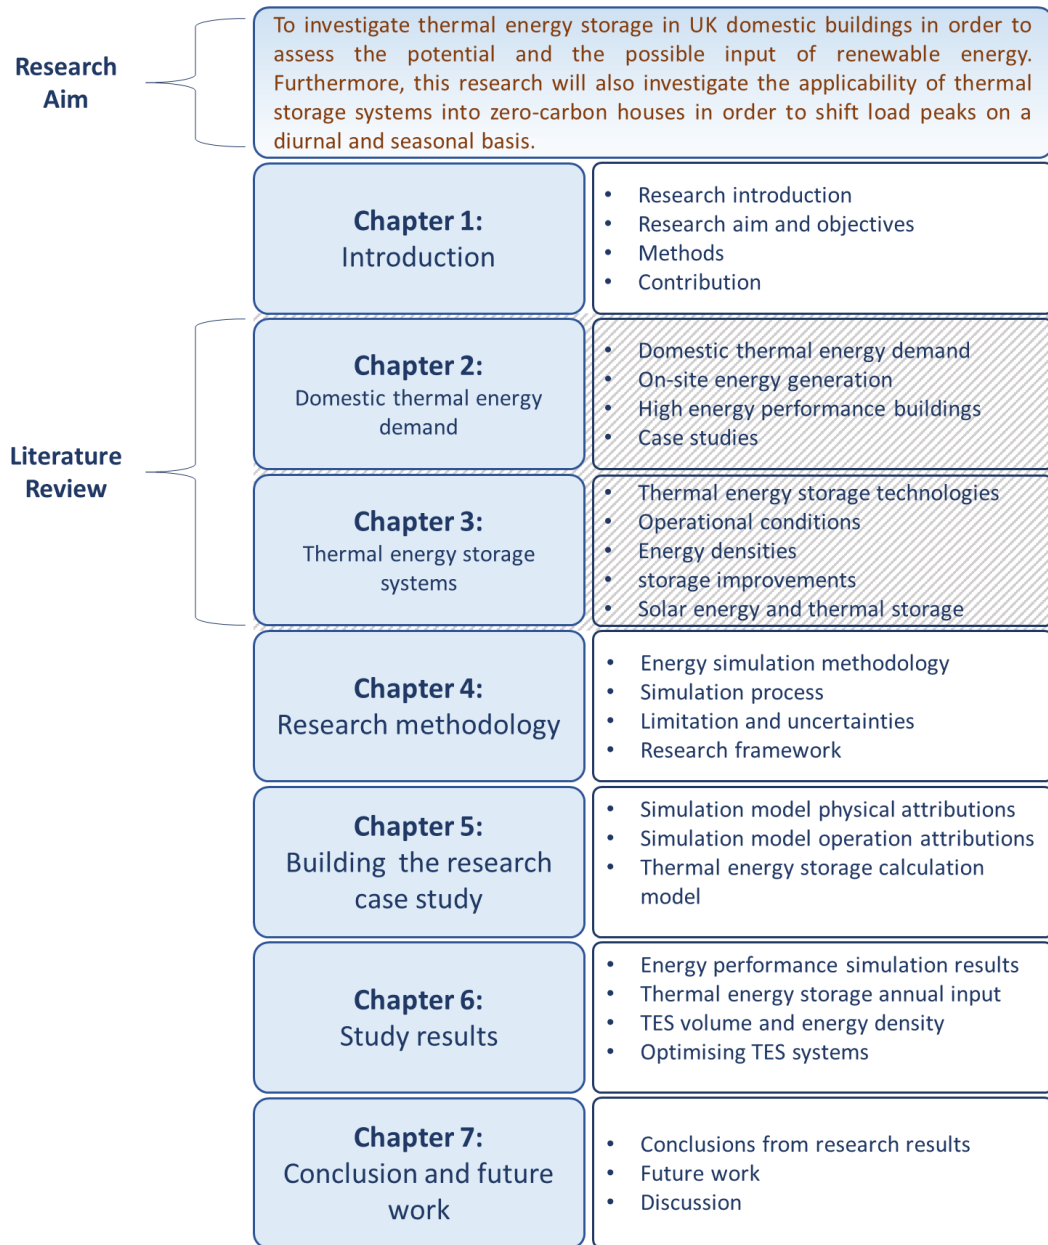 Research
Aim
To investigate thermal energy storage in UK domestic buildings in order to
assess the potential and the possible input of renewable energy.
Furthermore, this research will also investigate the applicability of thermal
storage systems into zero-carbon houses in order to shift load peaks on a
diurnal and seasonal basis.
Chapter 1:
Introduction
• Research introduction
• Research aim and objectives
• Methods
• Contribution
Literature
Review
Chapter 2:
Domestic thermal energy
demand
• Domestic thermal energy demand
• On-site energy generation
• High energy performance buildings
• Case studies
Chapter 3:
Thermal energy storage
systems
• Thermal energy storage technologies
• Operational conditions
• Energy densities
• storage improvements
• Solar energy and thermal storage
Chapter 4:
Research methodology
• Energy simulation methodology
• Simulation process
• Limitation and uncertainties
• Research framework
Chapter 5:
Building the research
case study
• Simulation model physical attributions
• Simulation model operation attributions
• Thermal energy storage calculation
model
Chapter 6:
Study results
• Energy performance simulation results
• Thermal energy storage annual input
• TES volume and energy density
• Optimising TES systems
Chapter 7:
Conclusion and future
work
• Conclusions from research results
• Future work
• Discussion